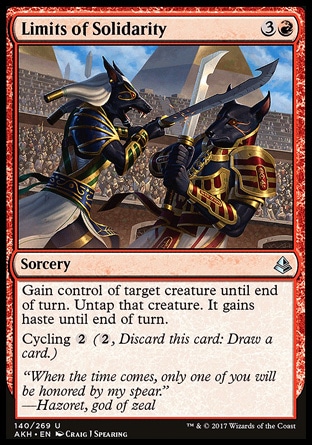 Limits of Solidarity 3
Sorcery
Gain control of target creature until end
of turn. Untap that creature. It gains
haste until end of turn.
Cycling 2 (2, Discard this card: Draw a
card.)
"When the time comes, only one of you will
be honored by my spear."
—Hazoret, god of zeal
140/269 U
AKH • EN Craig J Spearing ™ & © 2017 Wizards of the Coast